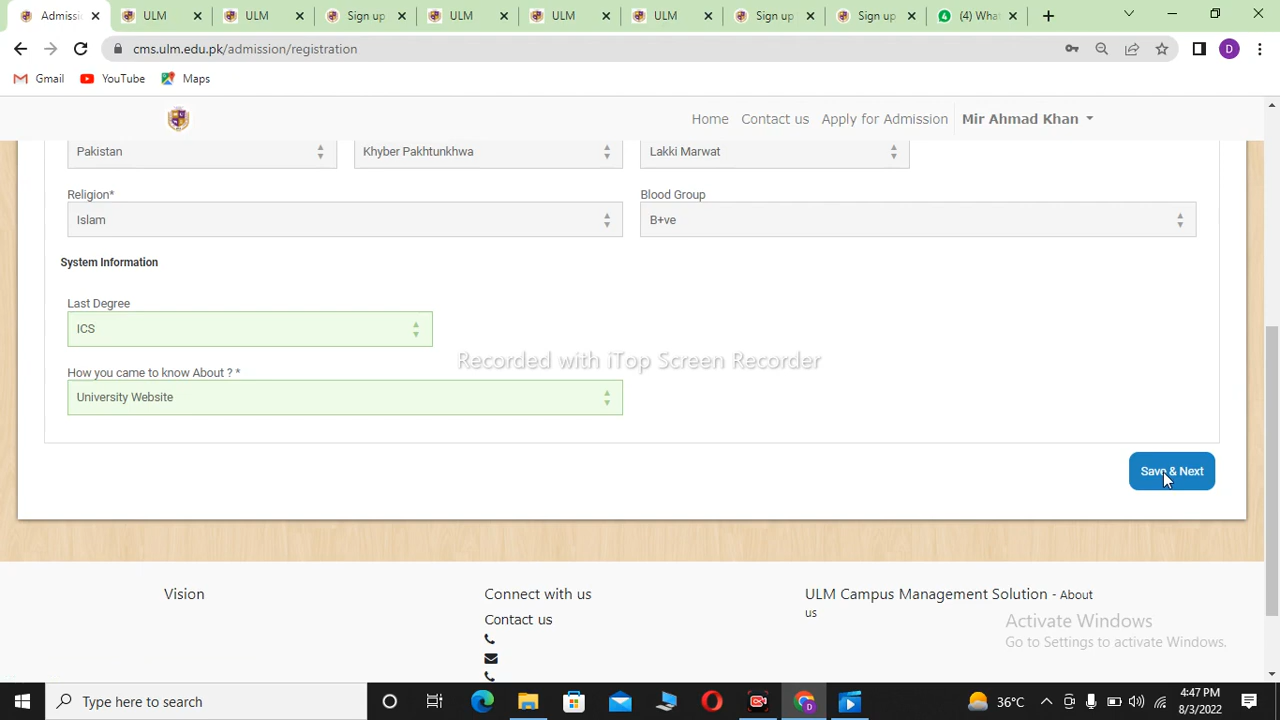 Admissi
ULM
ULM
Sign up
ULM
ULM
ULM
Sign up
Sign up
4
(4) What
cms.ulm.edu.pk/admission/registration
D
Gmail
YouTube
Maps
Home
Contact us
Apply for Admission
Mir Ahmad Khan
Pakistan
Khyber Pakhtunkhwa
Lakki Marwat
Religion*
Blood Group
Islam
B+ve
System Information
Last Degree
ICS
Recorded with iTop Screen Recorder
How you came to know About ? *
University Website
Save & Next
Vision
Connect with us
ULM Campus Management Solution - About
us
Contact us
Activate Windows
Go to Settings to activate Windows.
Type here to search
36°C
4:47 PM
8/3/2022